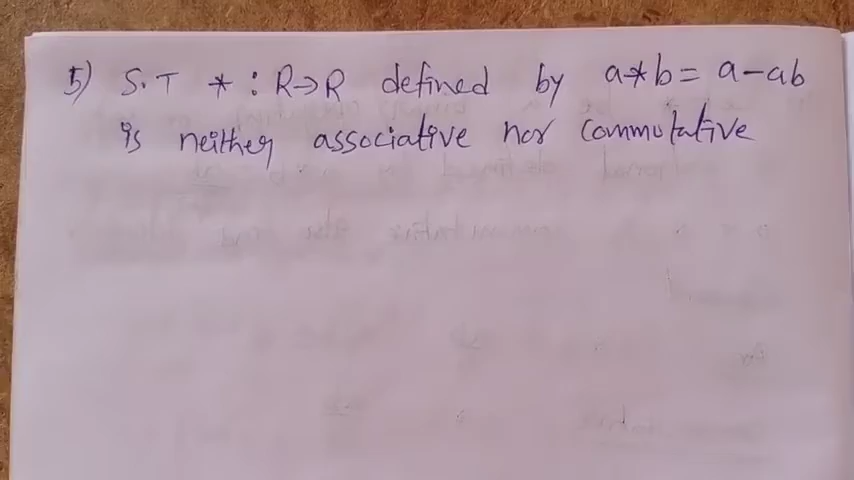 5) S.T * : R→R defined by a*b = a-ab
is neither associative nor commutative